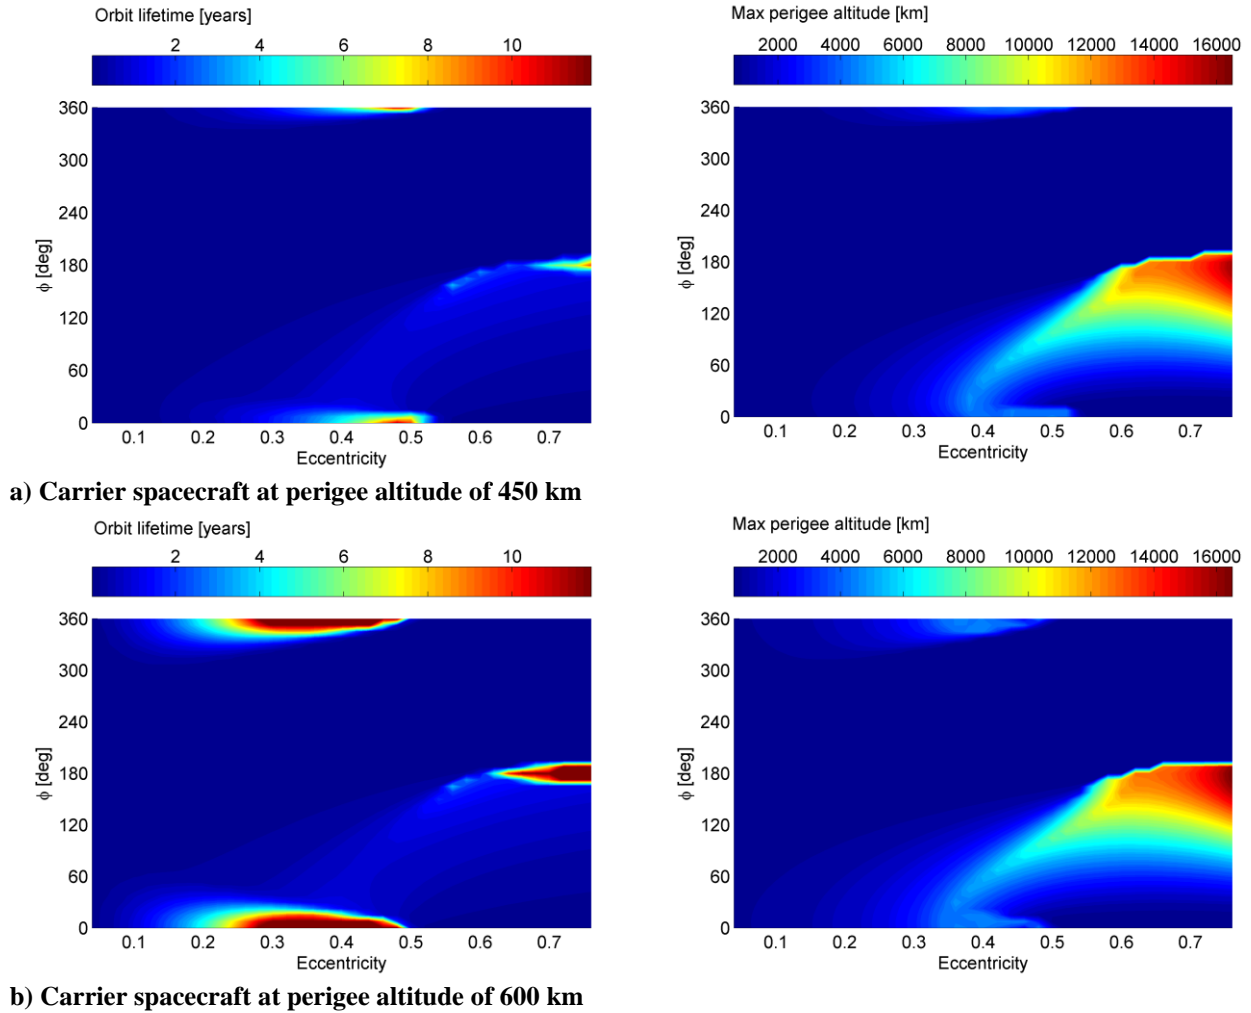 Orbit lifetime [years]
2 4 6 8 10
360
300
240
180
120
60
0
ϕ [deg]
0.1 0.2 0.3 0.4 0.5 0.6 0.7
Eccentricity
Max perigee altitude [km]
2000 4000 6000 8000 10000 12000 14000 16000
360
300
240
180
120
60
0
ϕ [deg]
0.1 0.2 0.3 0.4 0.5 0.6 0.7
Eccentricity
a) Carrier spacecraft at perigee altitude of 450 km
Orbit lifetime [years]
2 4 6 8 10
360
300
240
180
120
60
0
ϕ [deg]
0.1 0.2 0.3 0.4 0.5 0.6 0.7
Eccentricity
Max perigee altitude [km]
2000 4000 6000 8000 10000 12000 14000 16000
360
300
240
180
120
60
0
ϕ [deg]
0.1 0.2 0.3 0.4 0.5 0.6 0.7
Eccentricity
b) Carrier spacecraft at perigee altitude of 600 km